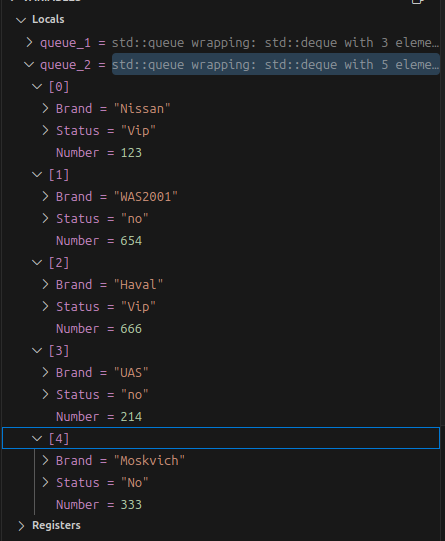 Locals
queue_1 = std::queue wrapping: std::deque with 3 eleme…
queue_2 = std::queue wrapping: std::deque with 5 eleme…
[0]
Brand = "Nissan"
Status = "Vip"
Number = 123
[1]
Brand = "WAS2001"
Status = "no"
Number = 654
[2]
Brand = "Haval"
Status = "Vip"
Number = 666
[3]
Brand = "UAS"
Status = "no"
Number = 214
[4]
Brand = "Moskvich"
Status = "No"
Number = 333
Registers